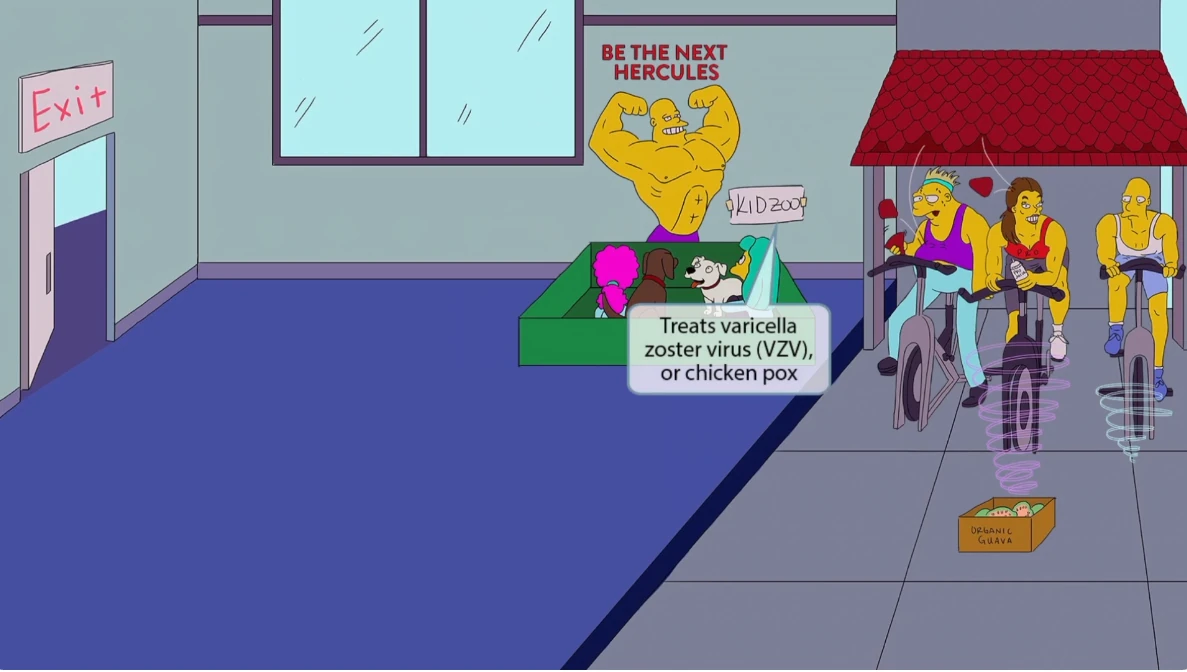 Exit
BE THE NEXT
HERCULES
KIDZOO
Treats varicella
zoster virus (VZV),
or chicken pox
ORGANIC
GUAVA